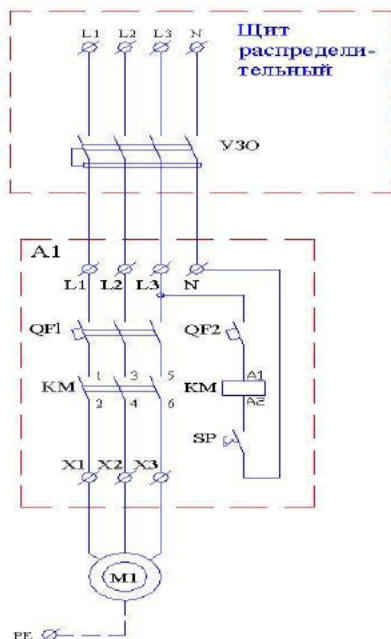 L1 L2 L3 N
Щит
распредели-
тельный
УЗО
A1
L1 L2 L3 N
QF1
QF2
KM 1 3 5
2 4 6
KM A1
A2
SP
X1 X2 X3
M1
PE